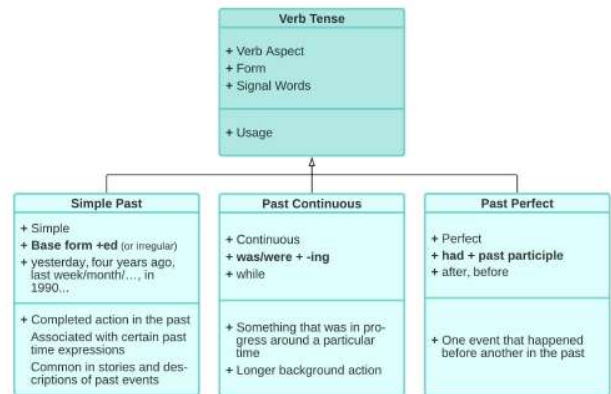 Verb Tense
+ Verb Aspect
+ Form
+ Signal Words
+ Usage
Simple Past
+ Simple
+ Base form +ed (or irregular)
+ yesterday, four years ago,
last week/month/…, in
1990...
+ Completed action in the past
Associated with certain past
time expressions
Common in stories and des-
criptions of past events
Past Continuous
+ Continuous
+ was/were + -ing
+ while
+ Something that was in pro-
gress around a particular
time
+ Longer background action
Past Perfect
+ Perfect
+ had + past participle
+ after, before
+ One event that happened
before another in the past